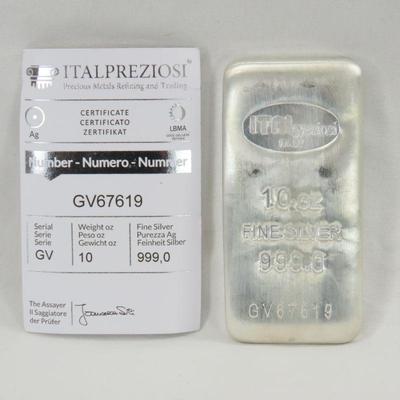 ITALPREZIOSI®
Precious Metals Refining and Trading
Ag
CERTIFICATE
CERTIFICATO
ZERTIFIKAT
LBMA
Number - Numero - Nummer
GV67619
Serial
Serie
Serie
GV
Weight oz
Peso oz
Gewicht oz
10
Fine Silver
Purezza Ag
Feinheit Silber
999,0
The Assayer
Il Saggiatore
der Prüfer
ITALpreziosi
ITALY
10 oz
FINE SILVER
999.0
GV67619